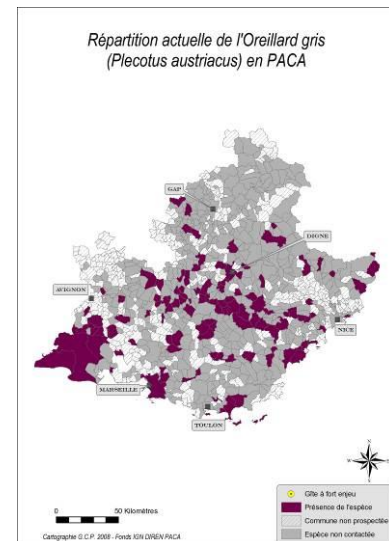 Répartition actuelle de l'Oreillard gris
(Plecotus austriacus) en PACA
GAP
DIGNE
AVIGNON
NICE
MARSEILLE
TOULON
0 50 Kilomètres
Gîte à fort enjeu
Présence de l'espèce
Commune non prospectée
Espèce non contactée
Cartographie G.C.P. 2008 - Fonds IGN DIREN PACA